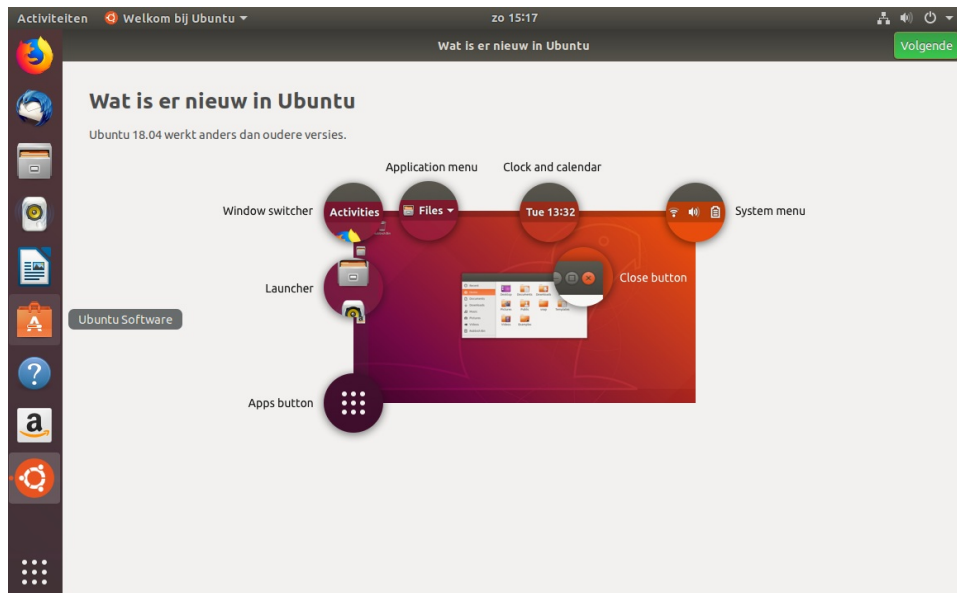 Activiteiten Welkom bij Ubuntu zo 15:17
Wat is er nieuw in Ubuntu Volgende
Wat is er nieuw in Ubuntu
Ubuntu 18.04 werkt anders dan oudere versies.
Application menu Clock and calendar
Window switcher Activities Files Tue 13:32 System menu
Launcher Close button
Ubuntu Software
Apps button
a